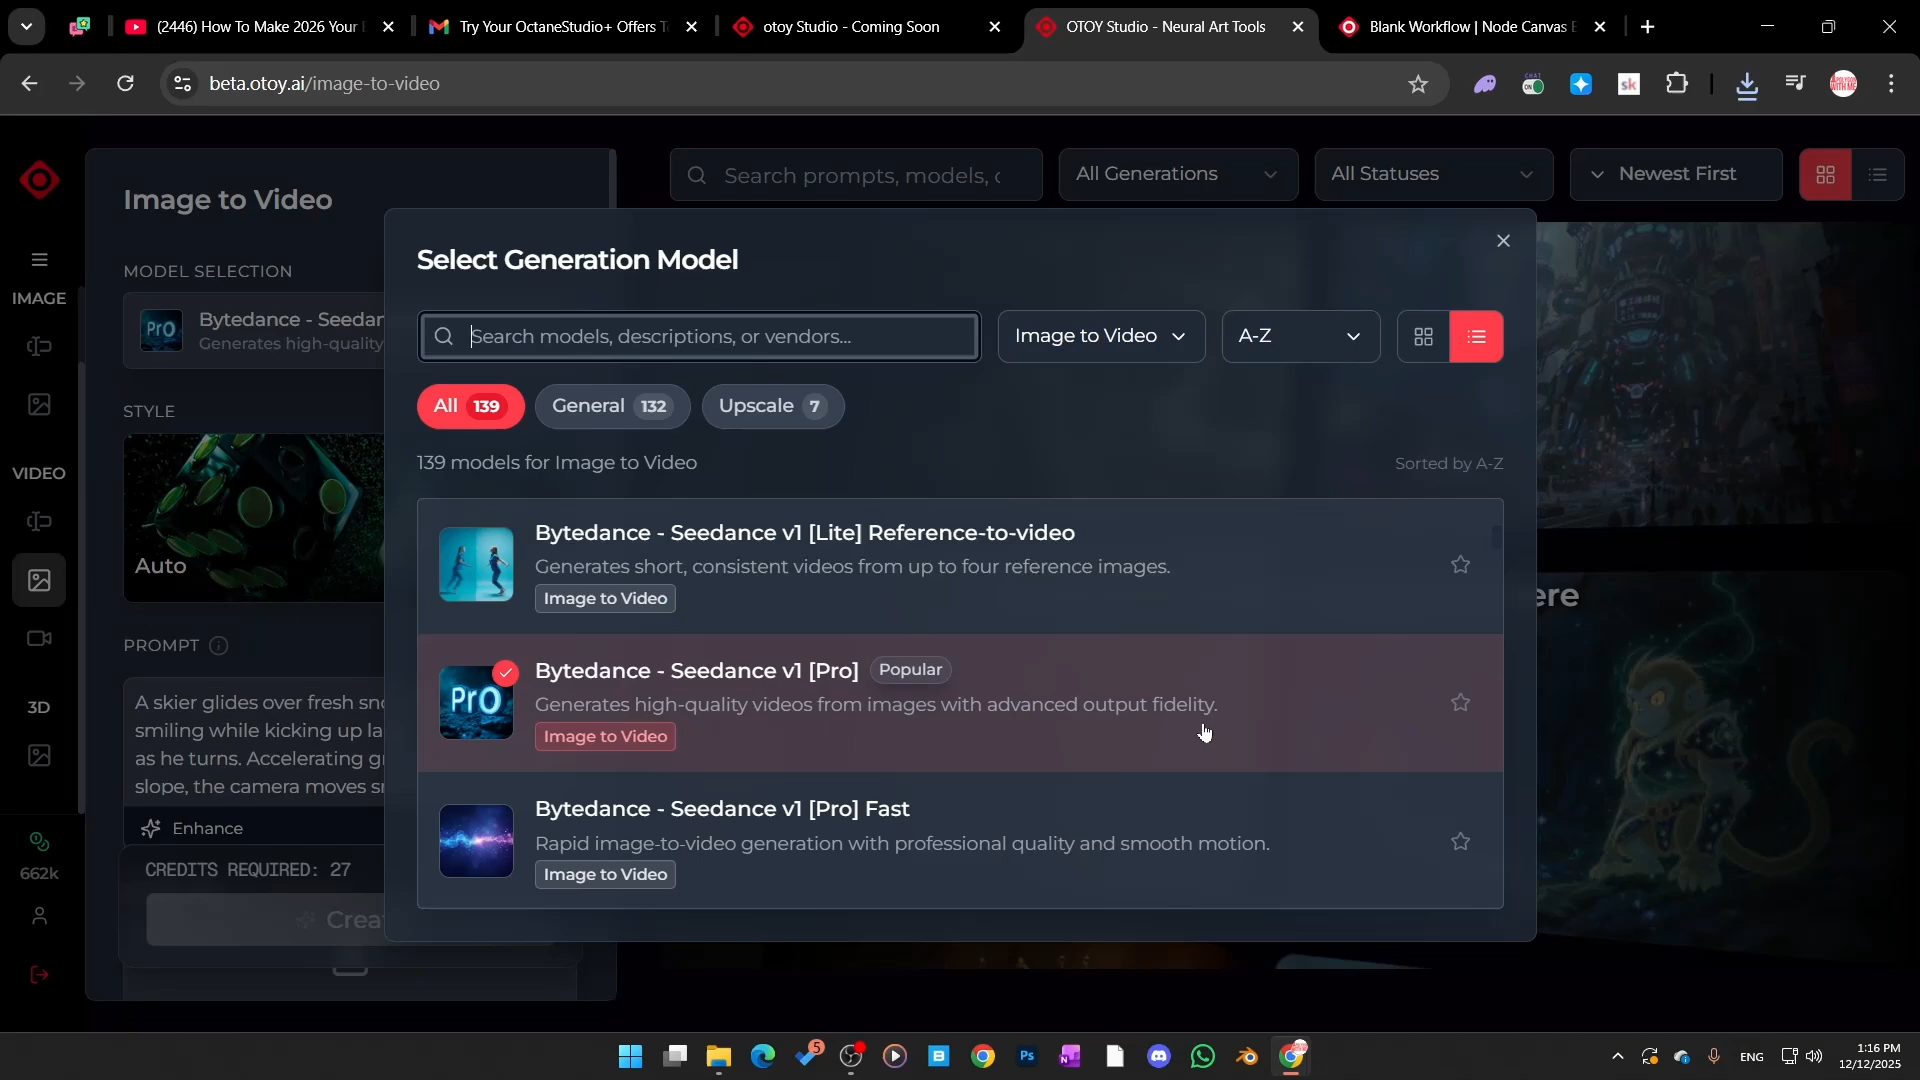 (2446) How To Make 2026 Your
Try Your OctaneStudio+ Offers T
otoy Studio - Coming Soon
OTOY Studio - Neural Art Tools
Blank Workflow | Node Canvas E
beta.otoy.ai/image-to-video
CHAT
ON
sk
Image to Video
Search prompts, models, c
All Generations
All Statuses
Newest First
MODEL SELECTION
Pro
Bytedance - Seedan
Generates high-quality
IMAGE
STYLE
Auto
VIDEO
PROMPT
A skier glides over fresh sn
smiling while kicking up la
as he turns. Accelerating g
slope, the camera moves s
3D
Enhance
CREDITS REQUIRED: 27
662k
Crea
Select Generation Model
Search models, descriptions, or vendors...
Image to Video
A-Z
All 139
General 132
Upscale 7
139 models for Image to Video
Sorted by A-Z
Bytedance - Seedance v1 [Lite] Reference-to-video
Generates short, consistent videos from up to four reference images.
Image to Video
Pro
Bytedance - Seedance v1 [Pro] Popular
Generates high-quality videos from images with advanced output fidelity.
Image to Video
Bytedance - Seedance v1 [Pro] Fast
Rapid image-to-video generation with professional quality and smooth motion.
Image to Video
ere
5
Ps
N
ENG
1:16 PM
12/12/2025